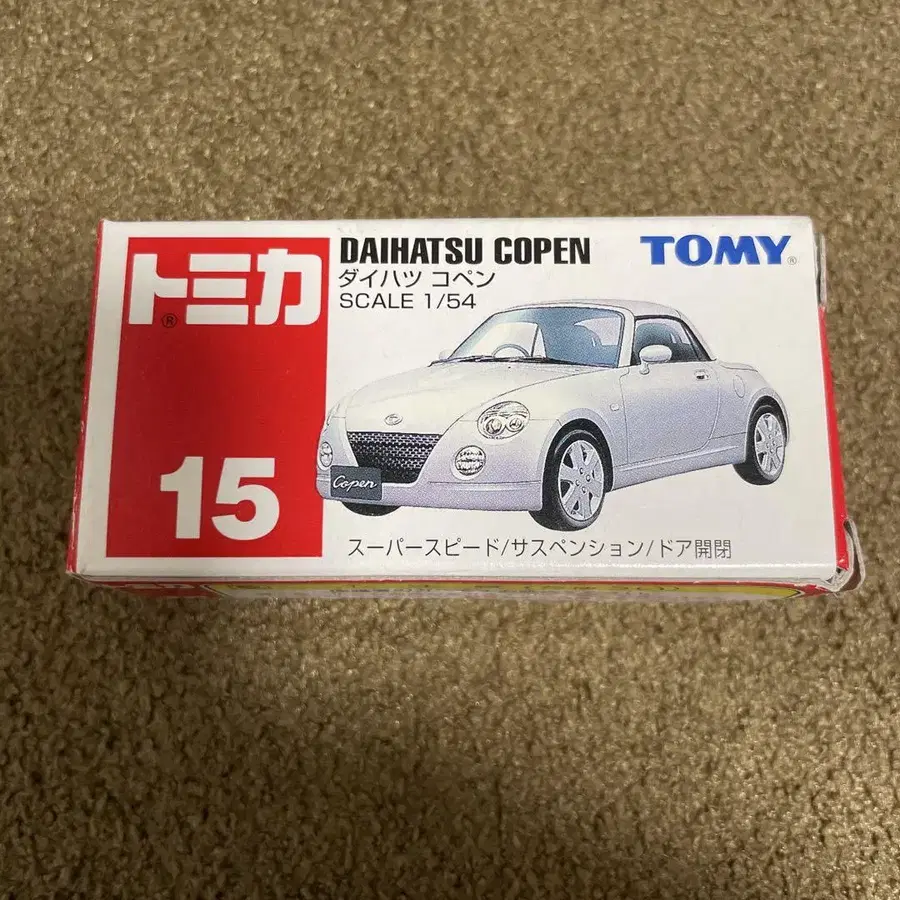 トミカ®
15
DAIHATSU COPEN
ダイハツ コペン
SCALE 1/54
TOMY®
Copen
スーパースピード/サスペンション/ドア開閉